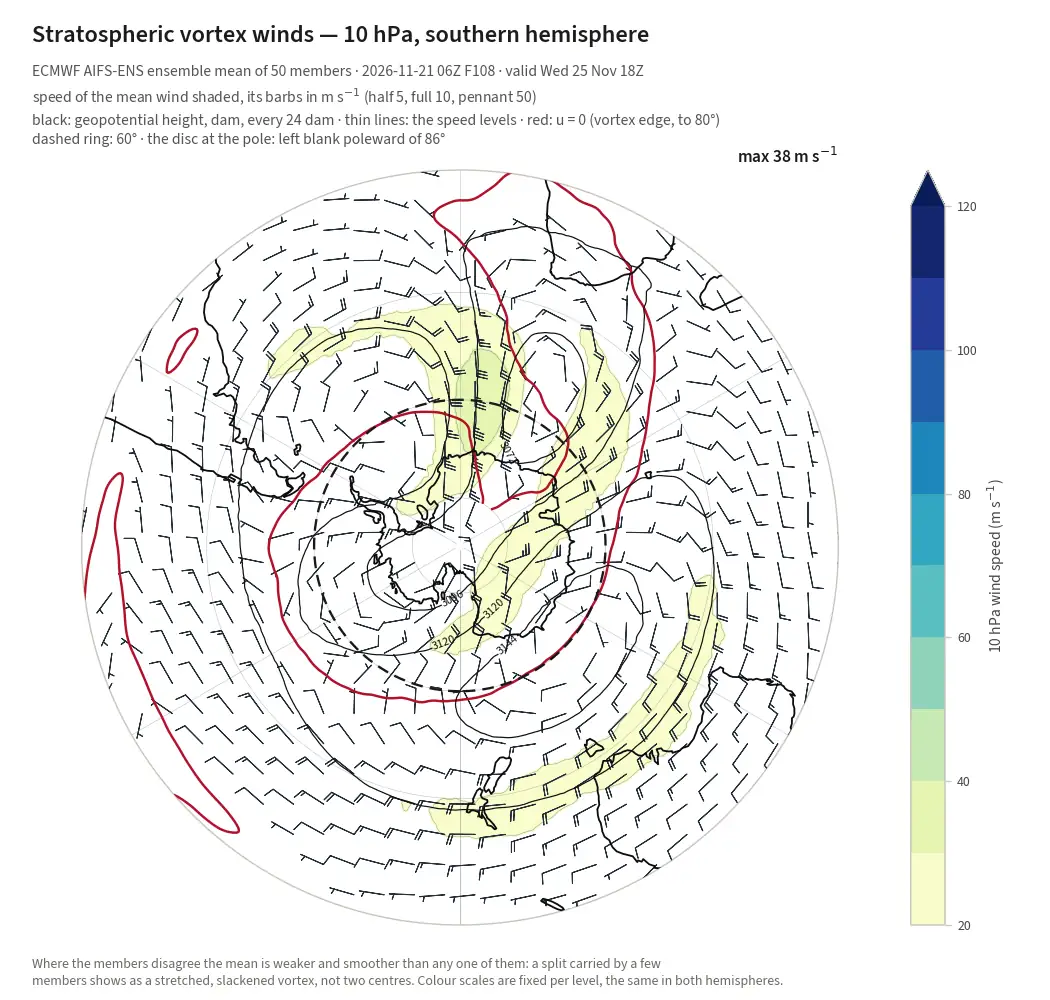 Stratospheric vortex winds — 10 hPa, southern hemisphere
ECMWF AIFS-ENS ensemble mean of 50 members · 2026-11-21 06Z F108 · valid Wed 25 Nov 18Z
speed of the mean wind shaded, its barbs in m s⁻¹ (half 5, full 10, pennant 50)
black: geopotential height, dam, every 24 dam · thin lines: the speed levels · red: u = 0 (vortex edge, to 80°)
dashed ring: 60° · the disc at the pole: left blank poleward of 86°
max 38 m s⁻¹
120
100
80
60
40
20
10 hPa wind speed (m s⁻¹)
3096
3120
3120
3144
Where the members disagree the mean is weaker and smoother than any one of them: a split carried by a few
members shows as a stretched, slackened vortex, not two centres. Colour scales are fixed per level, the same in both hemispheres.